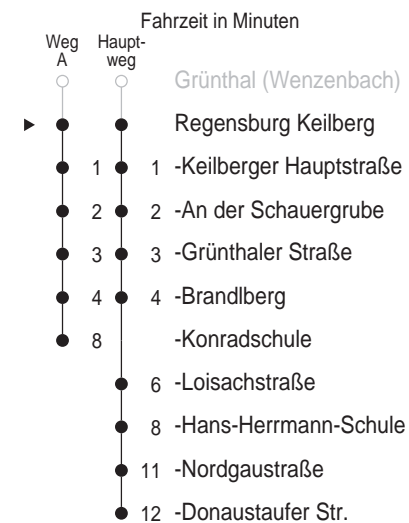 Fahrzeit in Minuten
Weg A
Haupt-
weg
Grünthal (Wenzenbach)
Regensburg Keilberg
1 1 -Keilberger Hauptstraße
2 2 -An der Schauergrube
3 3 -Grünthaler Straße
4 4 -Brandlberg
8 -Konradschule
6 -Loisachstraße
8 -Hans-Herrmann-Schule
11 -Nordgaustraße
12 -Donaustaufer Str.